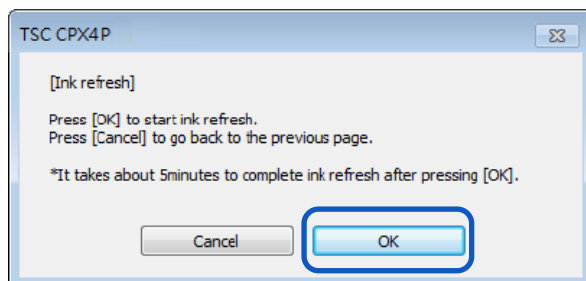 TSC CPX4P
[Ink refresh]
Press [OK] to start ink refresh.
Press [Cancel] to go back to the previous page.
*It takes about 5minutes to complete ink refresh after pressing [OK].
Cancel OK